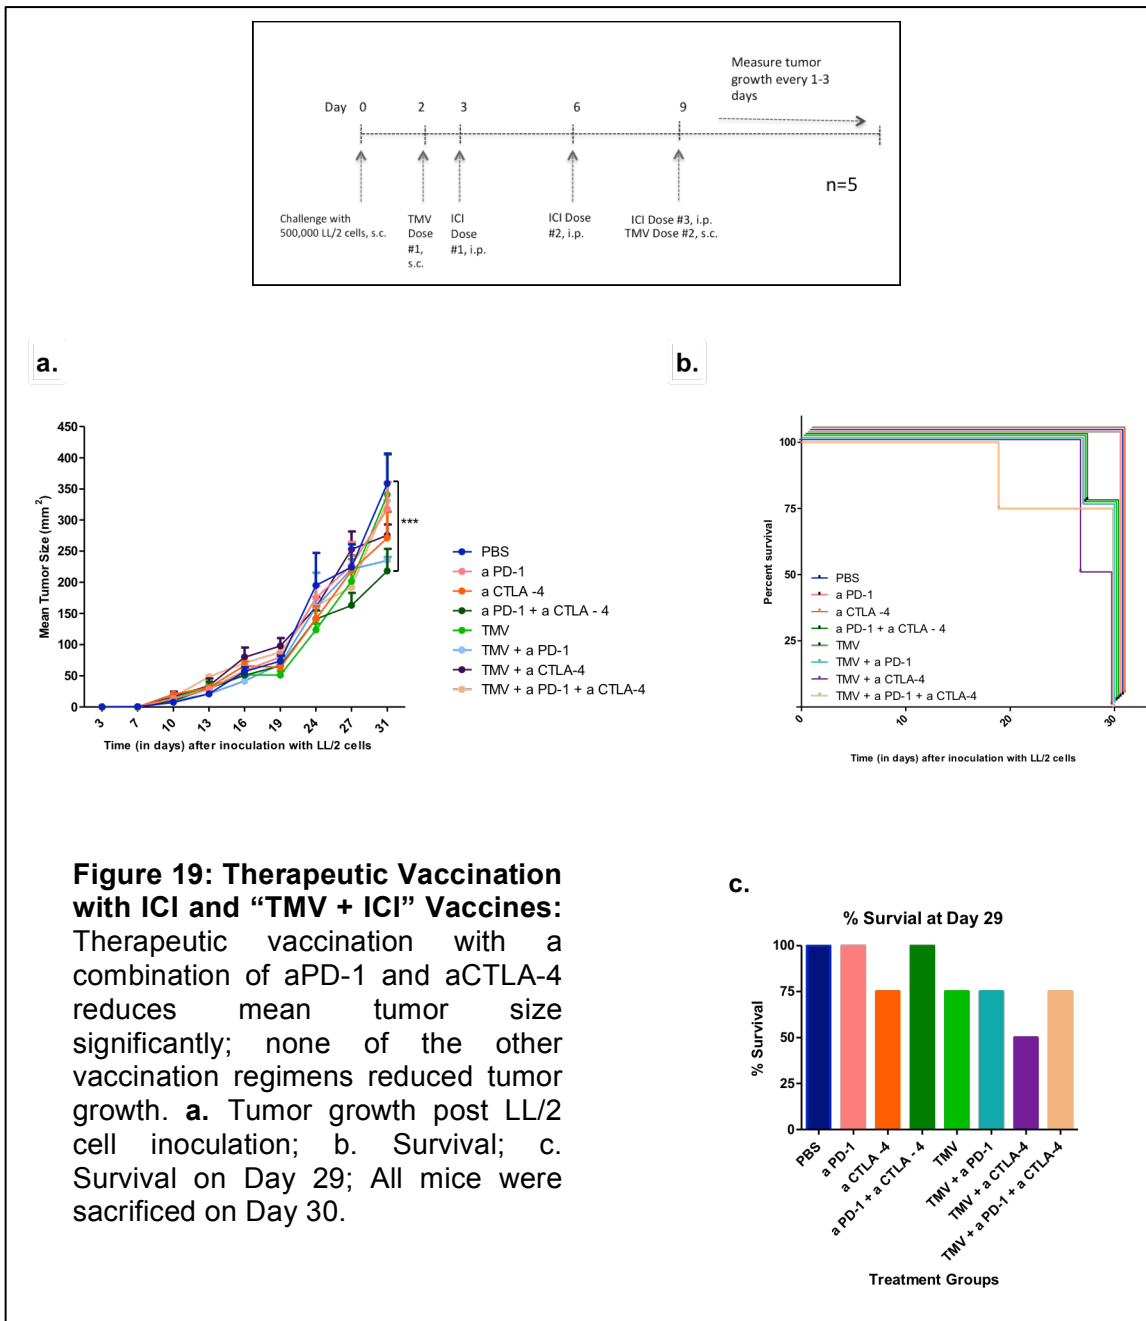 Measure tumor
growth every 1-3
days
Day 0 2 3 6 9
n=5
Challenge with
500,000 LL/2 cells, s.c.
TMV
Dose
#1,
s.c.
ICI
Dose
#1, i.p.
ICI Dose
#2, i.p.
ICI Dose #3, i.p.
TMV Dose #2, s.c.
a.
450
400
350
300
250
200
150
100
50
0
Mean Tumor Size (mm²)
3 7 10 13 16 19 24 27 31
Time (in days) after inoculation with LL/2 cells
***
PBS
a PD-1
a CTLA -4
a PD-1 + a CTLA - 4
TMV
TMV + a PD-1
TMV + a CTLA-4
TMV + a PD-1 + a CTLA-4
b.
100
75
50
25
Percent survival
PBS
a PD-1
a CTLA -4
a PD-1 + a CTLA - 4
TMV
TMV + a PD-1
TMV + a CTLA-4
TMV + a PD-1 + a CTLA-4
0 10 20 30
Time (in days) after inoculation with LL/2 cells
Figure 19: Therapeutic Vaccination
with ICI and “TMV + ICI” Vaccines:
Therapeutic vaccination with a
combination of aPD-1 and aCTLA-4
reduces mean tumor size
significantly; none of the other
vaccination regimens reduced tumor
growth. a. Tumor growth post LL/2
cell inoculation; b. Survival; c.
Survival on Day 29; All mice were
sacrificed on Day 30.
c.
% Survial at Day 29
100
75
50
25
0
% Survival
PBS
a PD-1
a CTLA -4
a PD-1 + a CTLA - 4
TMV
TMV + a PD-1
TMV + a CTLA-4
TMV + a PD-1 + a CTLA-4
Treatment Groups